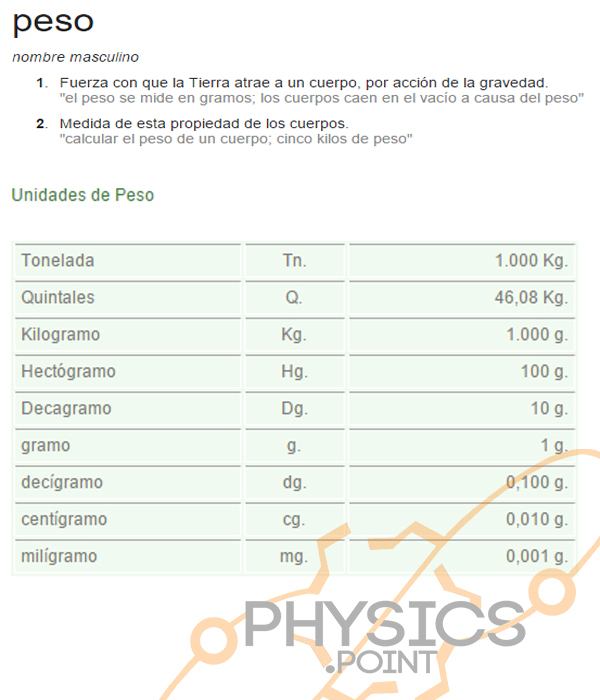 peso
nombre masculino
1. Fuerza con que la Tierra atrae a un cuerpo, por acción de la gravedad.
"el peso se mide en gramos; los cuerpos caen en el vacío a causa del peso"
2. Medida de esta propiedad de los cuerpos.
"calcular el peso de un cuerpo; cinco kilos de peso"
Unidades de Peso
Tonelada Tn. 1.000 Kg.
Quintales Q. 46,08 Kg.
Kilogramo Kg. 1.000 g.
Hectógramo Hg. 100 g.
Decagramo Dg. 10 g.
gramo g. 1 g.
decígramo dg. 0,100 g.
centígramo cg. 0,010 g.
milígramo mg. 0,001 g.
PHYSICS
.POINT